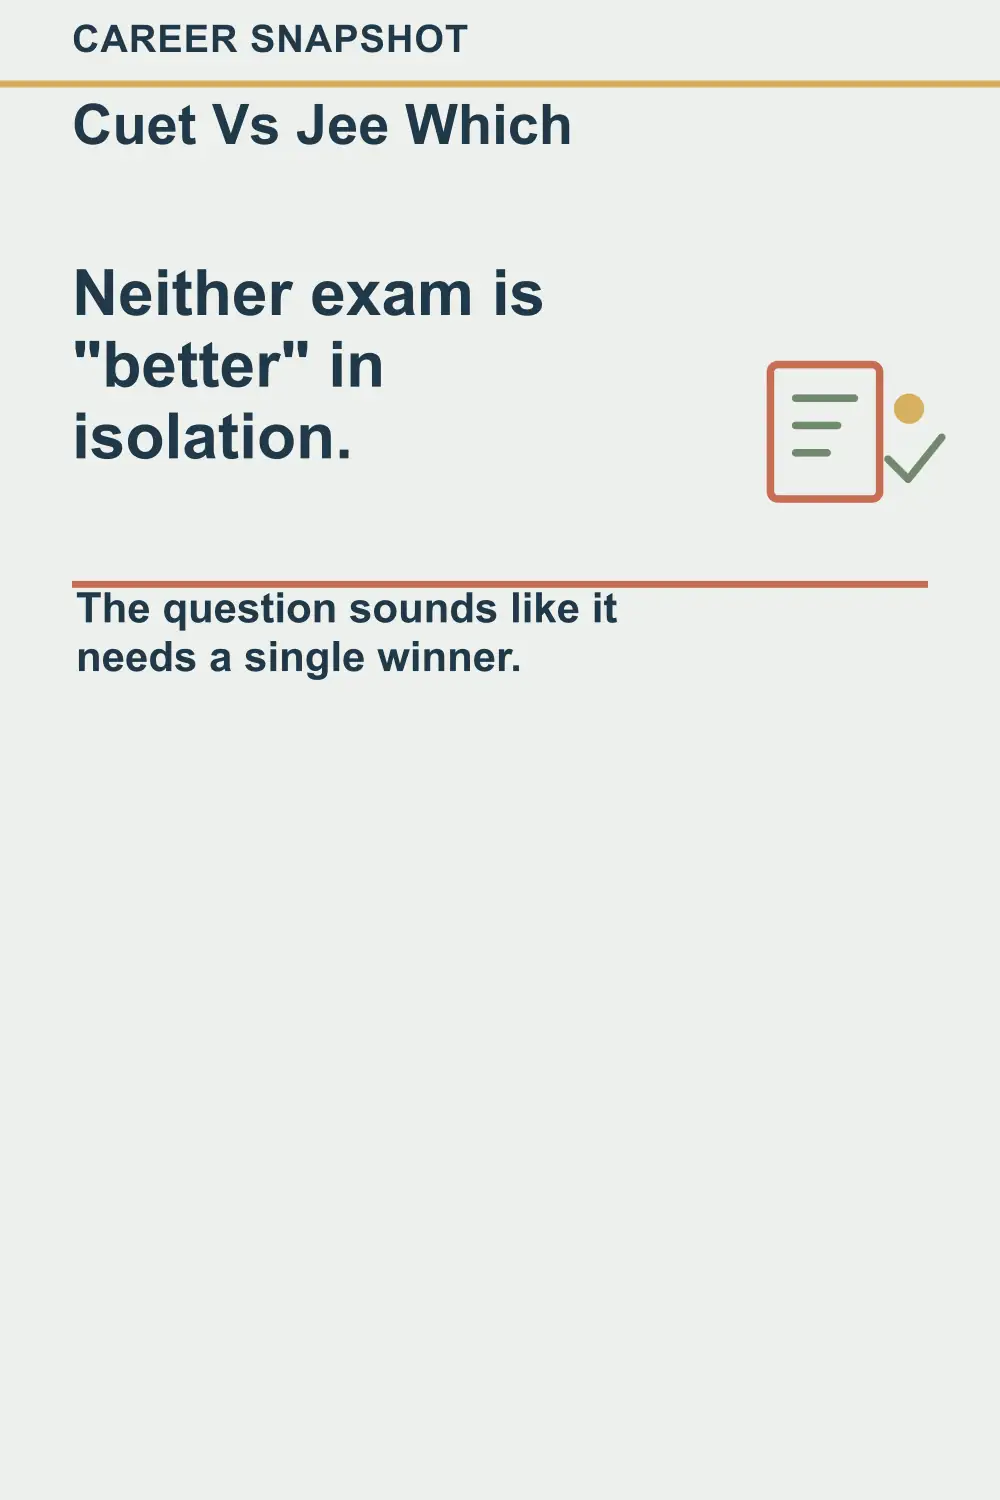 CAREER SNAPSHOT
Cuet Vs Jee Which
Neither exam is
"better" in
isolation.
The question sounds like it
needs a single winner.